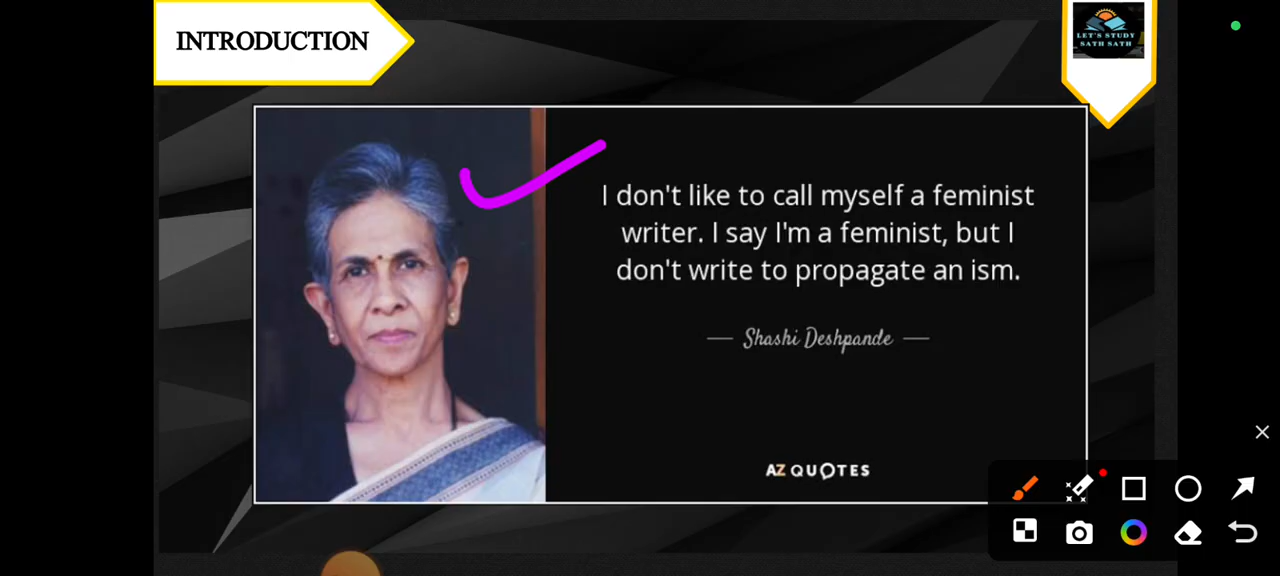 INTRODUCTION
LET'S STUDY
SATH SATH
I don't like to call myself a feminist
writer. I say I'm a feminist, but I
don't write to propagate an ism.
— Shashi Deshpande —
AZ QUOTES